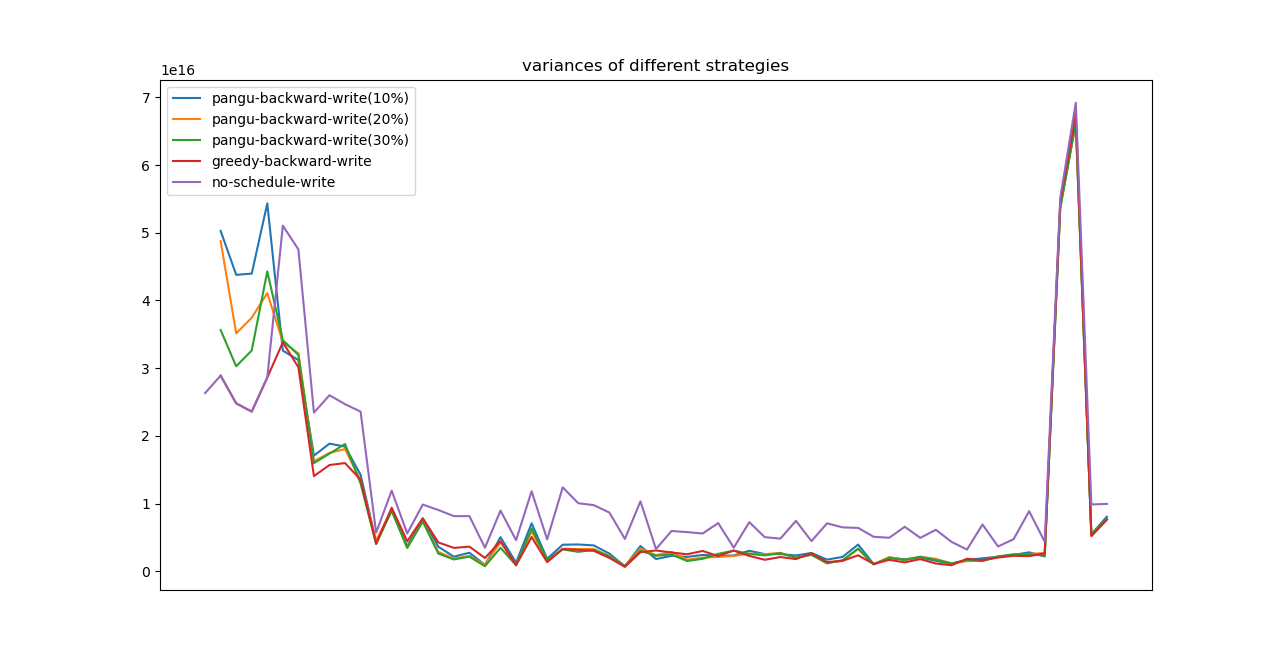 variances of different strategies
1e16
7
6
5
4
3
2
1
0
pangu-backward-write(10%)
pangu-backward-write(20%)
pangu-backward-write(30%)
greedy-backward-write
no-schedule-write